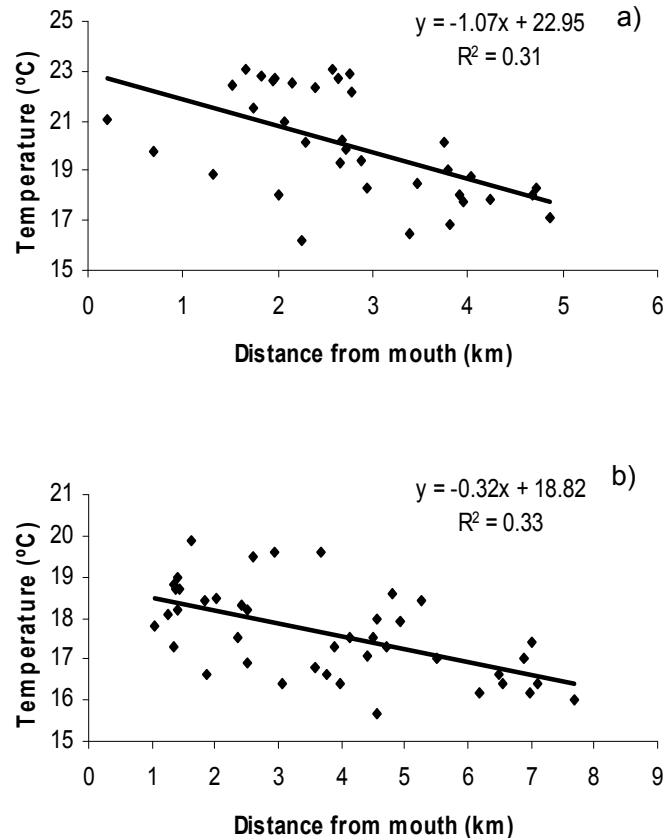 y = -1.07x + 22.95
a)
R² = 0.31
25
23
21
19
17
15
Temperature (ºC)
0 1 2 3 4 5 6
Distance from mouth (km)
y = -0.32x + 18.82
b)
R² = 0.33
21
20
19
18
17
16
15
Temperature (ºC)
0 1 2 3 4 5 6 7 8 9
Distance from mouth (km)